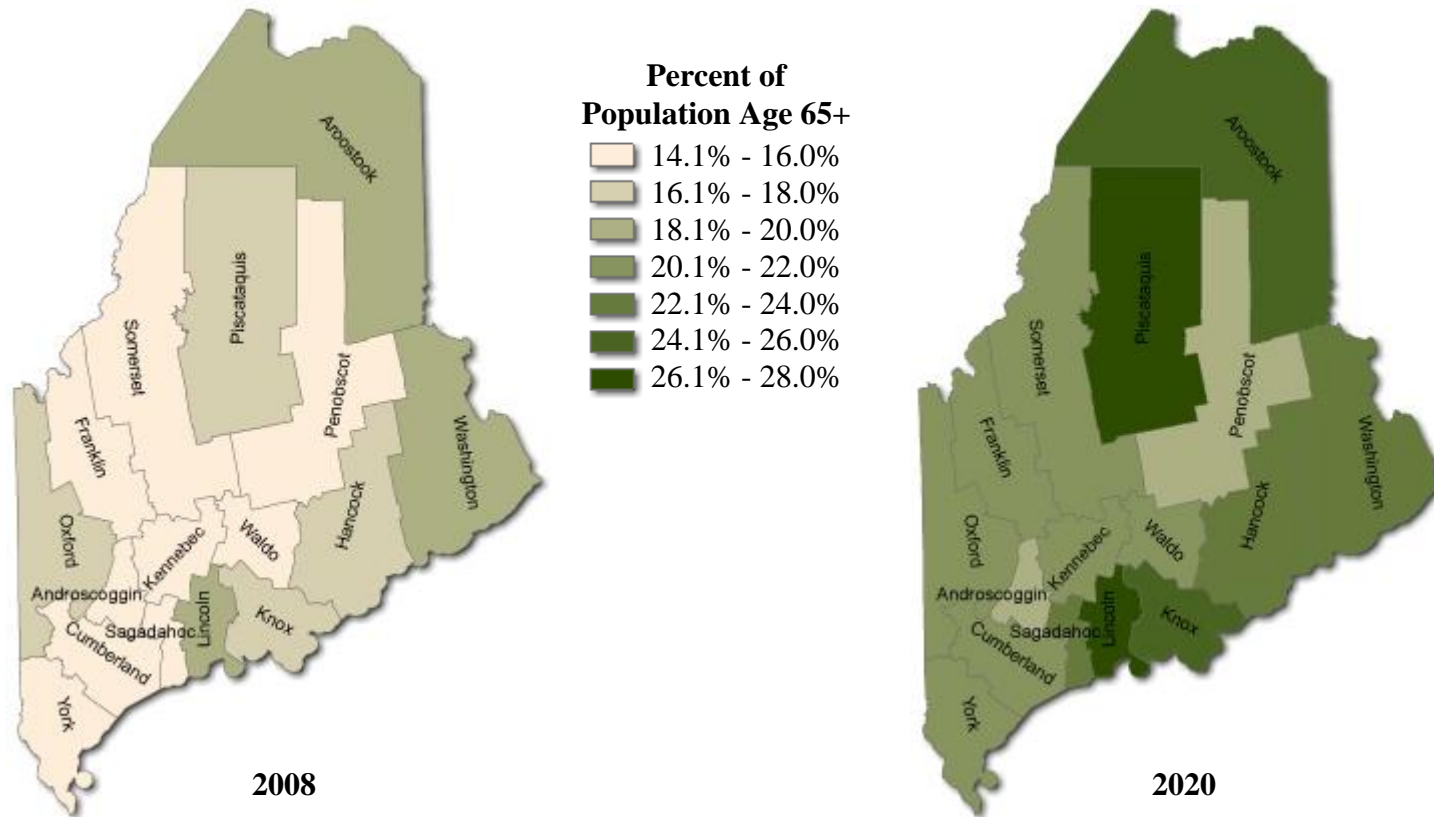 Percent of
Population Age 65+
14.1% - 16.0%
16.1% - 18.0%
18.1% - 20.0%
20.1% - 22.0%
22.1% - 24.0%
24.1% - 26.0%
26.1% - 28.0%
Aroostook
Piscataquis
Somerset
Penobscot
Franklin
Washington
Hancock
Oxford
Waldo
Kennebec
Androscoggin
Knox
Lincoln
Sagadahoc
Cumberland
York
2008
Aroostook
Piscataquis
Somerset
Penobscot
Franklin
Washington
Hancock
Oxford
Waldo
Kennebec
Androscoggin
Knox
Lincoln
Sagadahoc
Cumberland
York
2020